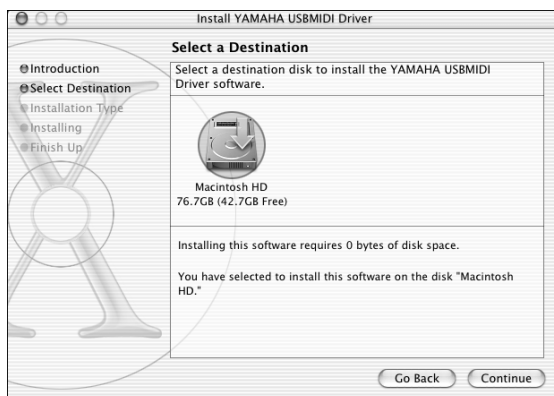 Install YAMAHA USBMIDI Driver
Select a Destination
Introduction
Select Destination
Installation Type
Installing
Finish Up
Select a destination disk to install the YAMAHA USBMIDI
Driver software.
Macintosh HD
76.7GB (42.7GB Free)
Installing this software requires 0 bytes of disk space.
You have selected to install this software on the disk "Macintosh
HD."
Go Back
Continue